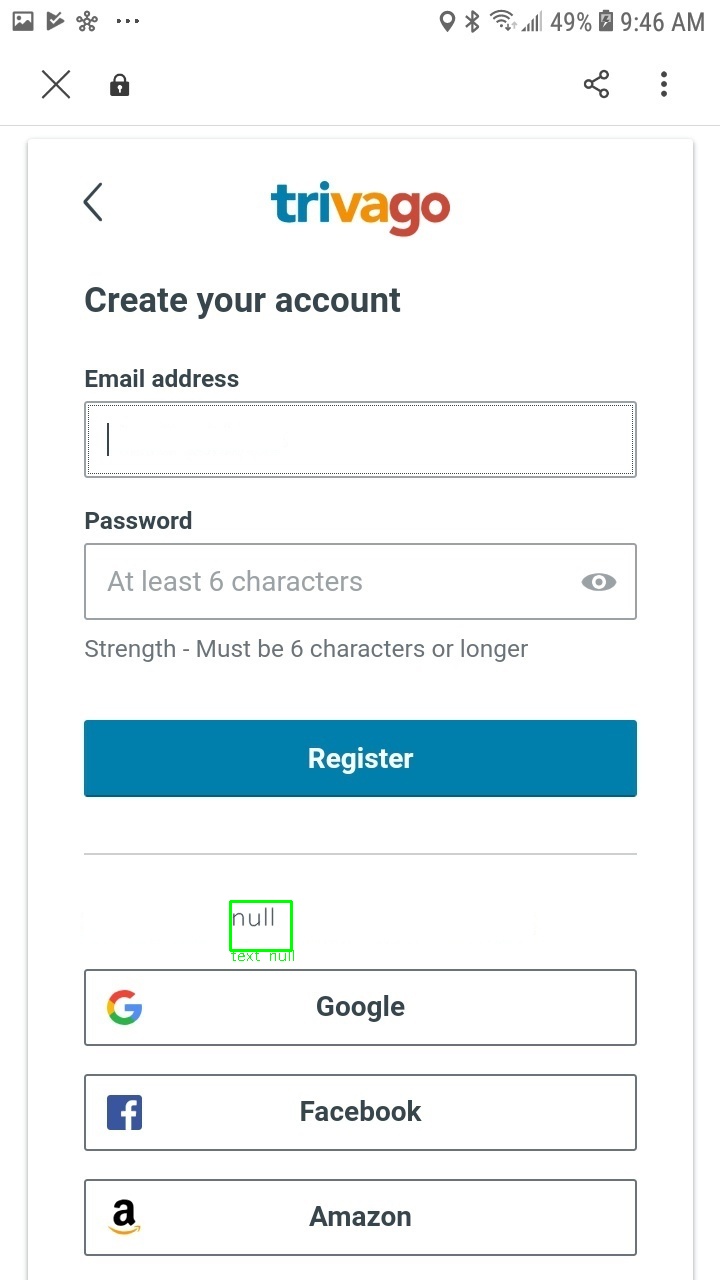 49% 9:46 AM
trivago
Create your account
Email address
Password
At least 6 characters
Strength - Must be 6 characters or longer
Register
null
text null
Google
Facebook
Amazon